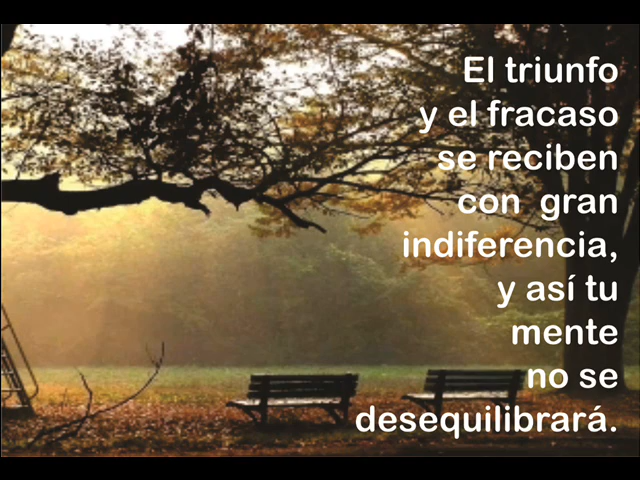 El triunfo
y el fracaso
se reciben
con gran
indiferencia,
y así tu
mente
no se
desequilibrará.